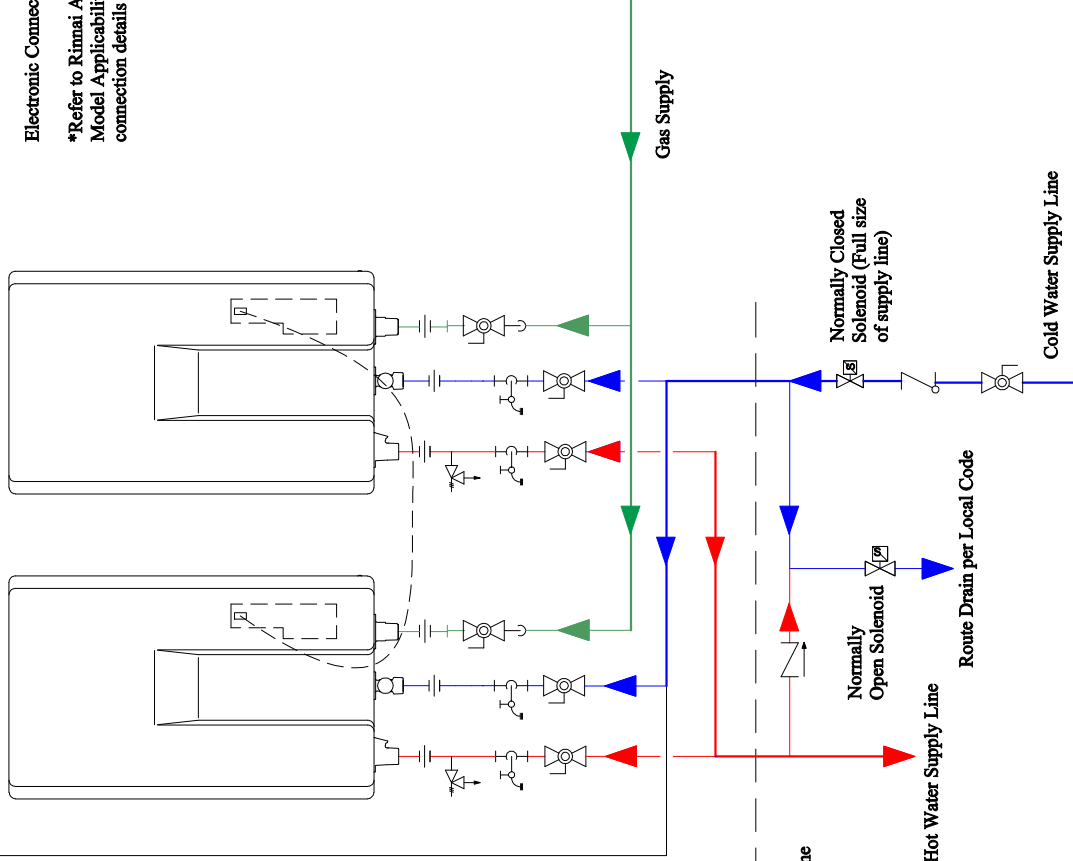 Electronic Connec
*Refer to Rinnai A
Model Applicabili
connection details
Gas Supply
Normally Closed
Solenoid (Full size
of supply line)
Cold Water Supply Line
Normally
Open Solenoid
Route Drain per Local Code
Hot Water Supply Line
ne
S
S